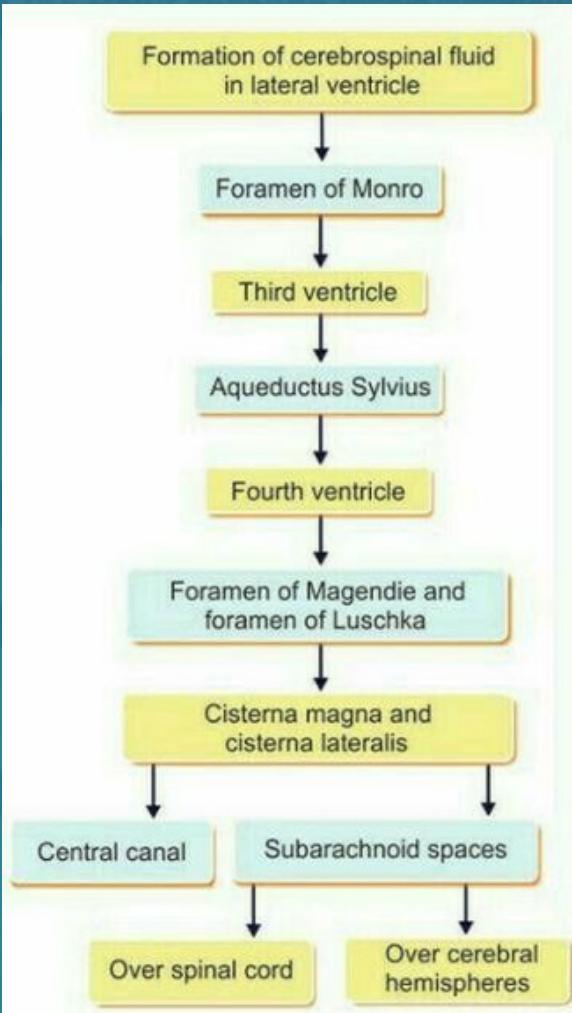 Formation of cerebrospinal fluid
in lateral ventricle
Foramen of Monro
Third ventricle
Aqueductus Sylvius
Fourth ventricle
Foramen of Magendie and
foramen of Luschka
Cisterna magna and
cisterna lateralis
Central canal
Subarachnoid spaces
Over spinal cord
Over cerebral
hemispheres